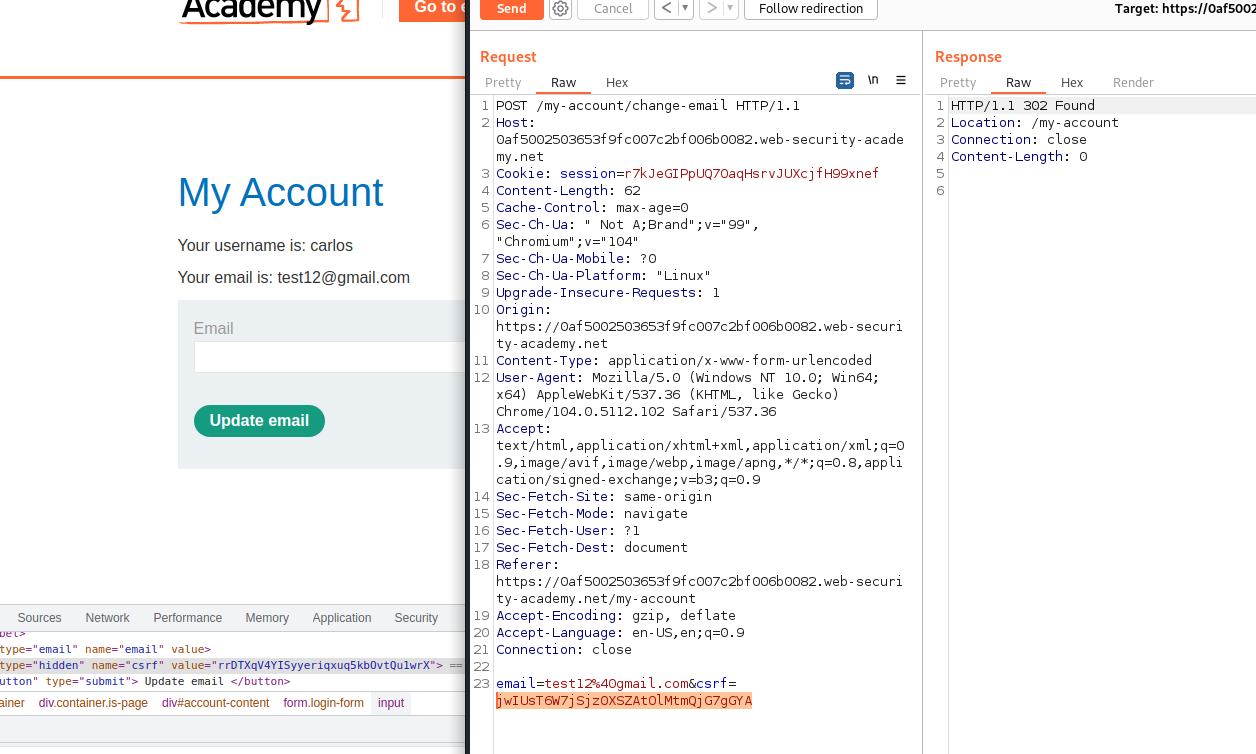 Academy
Go to e
My Account
Your username is: carlos
Your email is: test12@gmail.com
Email
Update email
Sources Network Performance Memory Application Security
bel>
type="email" name="email" value>
type="hidden" name="csrf" value="rrDTXqV4YISyyeriqxuq5kbOvtQu1wrX"> ==
utton" type="submit"> Update email </button>
ainer div.container.is-page div#account-content form.login-form input
Send Cancel < ▼ > ▼ Follow redirection Target: https://0af5002
Request
Pretty Raw Hex \n ≡
1 POST /my-account/change-email HTTP/1.1
2 Host:
0af5002503653f9fc007c2bf006b0082.web-security-acade
my.net
3 Cookie: session=r7kJeGIPpUQ7OaqHsrvJUXcjfH99xnef
4 Content-Length: 62
5 Cache-Control: max-age=0
6 Sec-Ch-Ua: " Not A;Brand";v="99",
"Chromium";v="104"
7 Sec-Ch-Ua-Mobile: ?0
8 Sec-Ch-Ua-Platform: "Linux"
9 Upgrade-Insecure-Requests: 1
10 Origin:
https://0af5002503653f9fc007c2bf006b0082.web-securi
ty-academy.net
11 Content-Type: application/x-www-form-urlencoded
12 User-Agent: Mozilla/5.0 (Windows NT 10.0; Win64;
x64) AppleWebKit/537.36 (KHTML, like Gecko)
Chrome/104.0.5112.102 Safari/537.36
13 Accept:
text/html,application/xhtml+xml,application/xml;q=0
.9,image/avif,image/webp,image/apng,*/*;q=0.8,appli
cation/signed-exchange;v=b3;q=0.9
14 Sec-Fetch-Site: same-origin
15 Sec-Fetch-Mode: navigate
16 Sec-Fetch-User: ?1
17 Sec-Fetch-Dest: document
18 Referer:
https://0af5002503653f9fc007c2bf006b0082.web-securi
ty-academy.net/my-account
19 Accept-Encoding: gzip, deflate
20 Accept-Language: en-US,en;q=0.9
21 Connection: close
22
23 email=test12%40gmail.com&csrf=
jwIUsT6W7jSjz0XSZAtOlMtmQjG7gGYA
Response
Pretty Raw Hex Render
1 HTTP/1.1 302 Found
2 Location: /my-account
3 Connection: close
4 Content-Length: 0
5
6